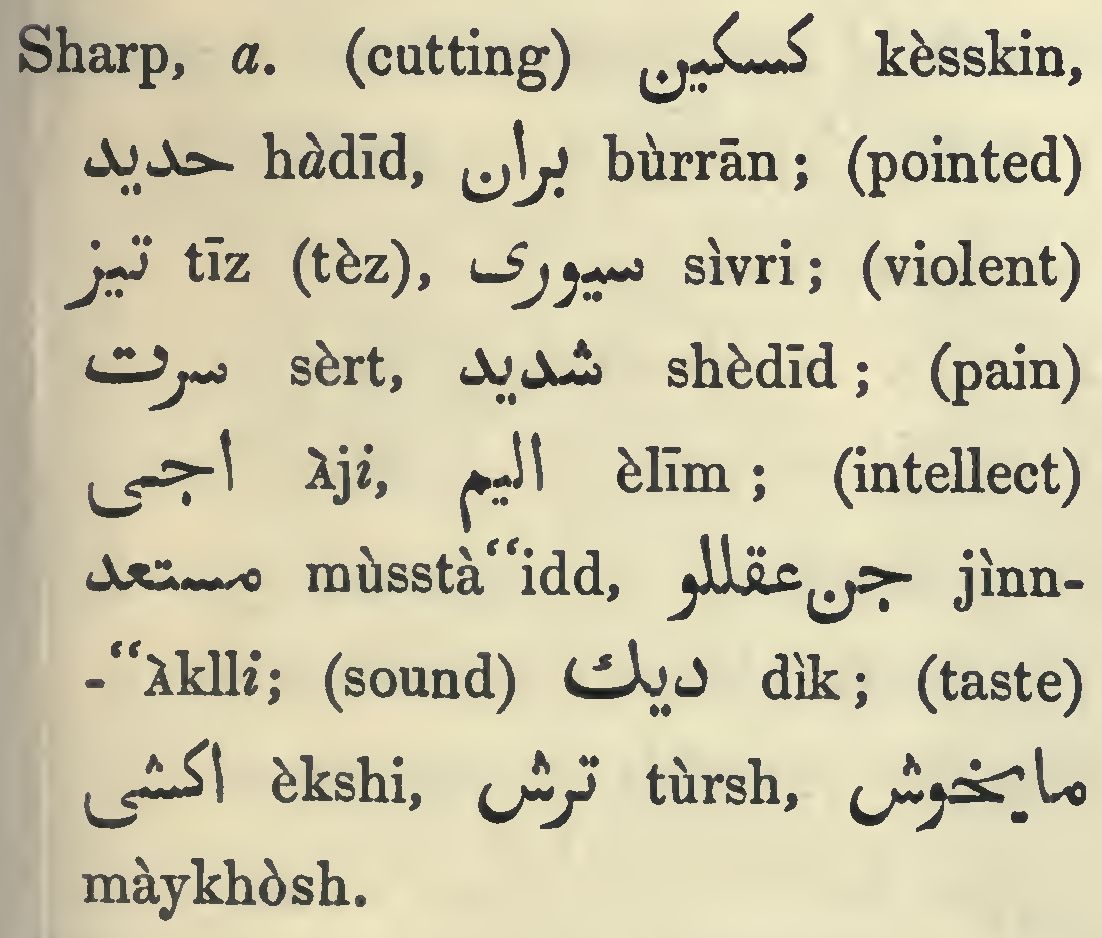 Sharp, a. (cutting) كسكين kèsskin,
حديد hàdīd, بران bùrrān; (pointed)
تيز tīz (tèz), سيورى sìvri; (violent)
سرت sèrt, شديد shèdīd; (pain)
اجى àji, اليم èlīm; (intellect)
مستعد mùsstà“idd, جن‌عقللو jìnn-
-“àklli; (sound) ديك dìk; (taste)
اكشى èkshi, ترش tùrsh, مايخوش
màykhòsh.